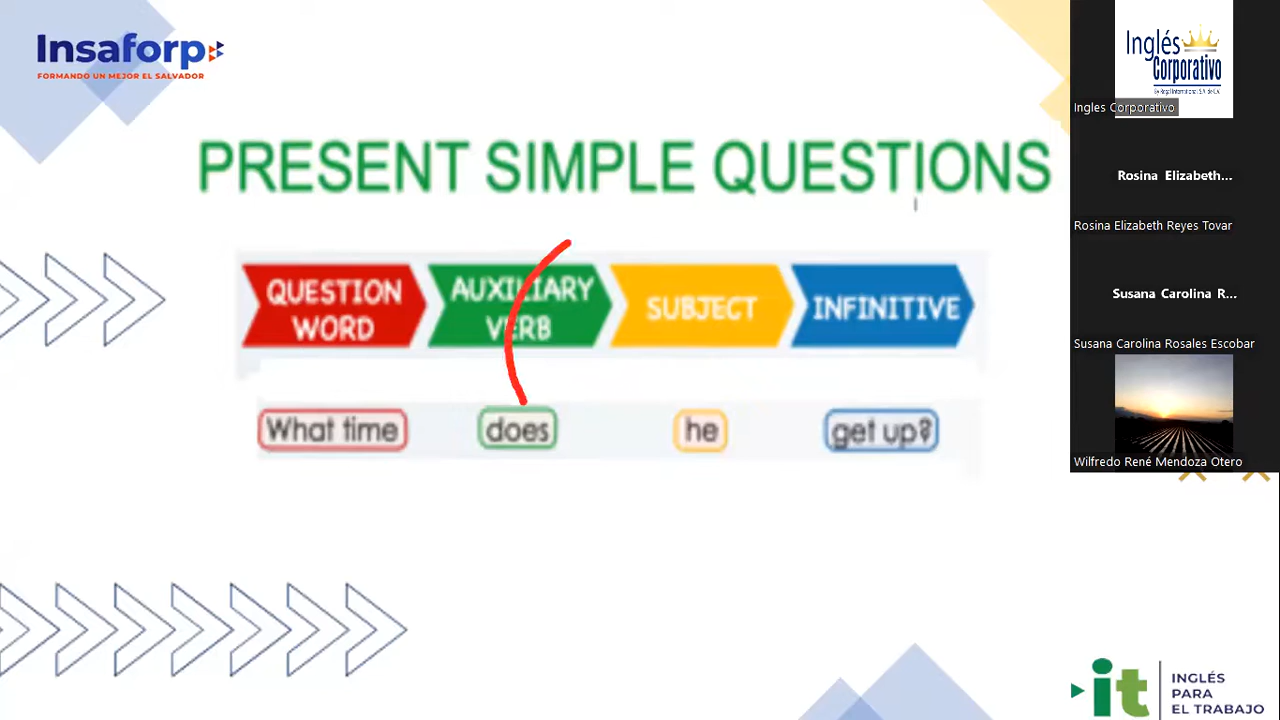 Insaforp
FORMANDO UN MEJOR EL SALVADOR
PRESENT SIMPLE QUESTIONS
QUESTION WORD
AUXILIARY VERB
SUBJECT
INFINITIVE
What time
does
he
get up?
Inglés
Corporativo
Ingles Corporativo
Rosina Elizabeth...
Rosina Elizabeth Reyes Tovar
Susana Carolina R...
Susana Carolina Rosales Escobar
Wilfredo René Mendoza Otero
it
INGLÉS
PARA
EL TRABAJO